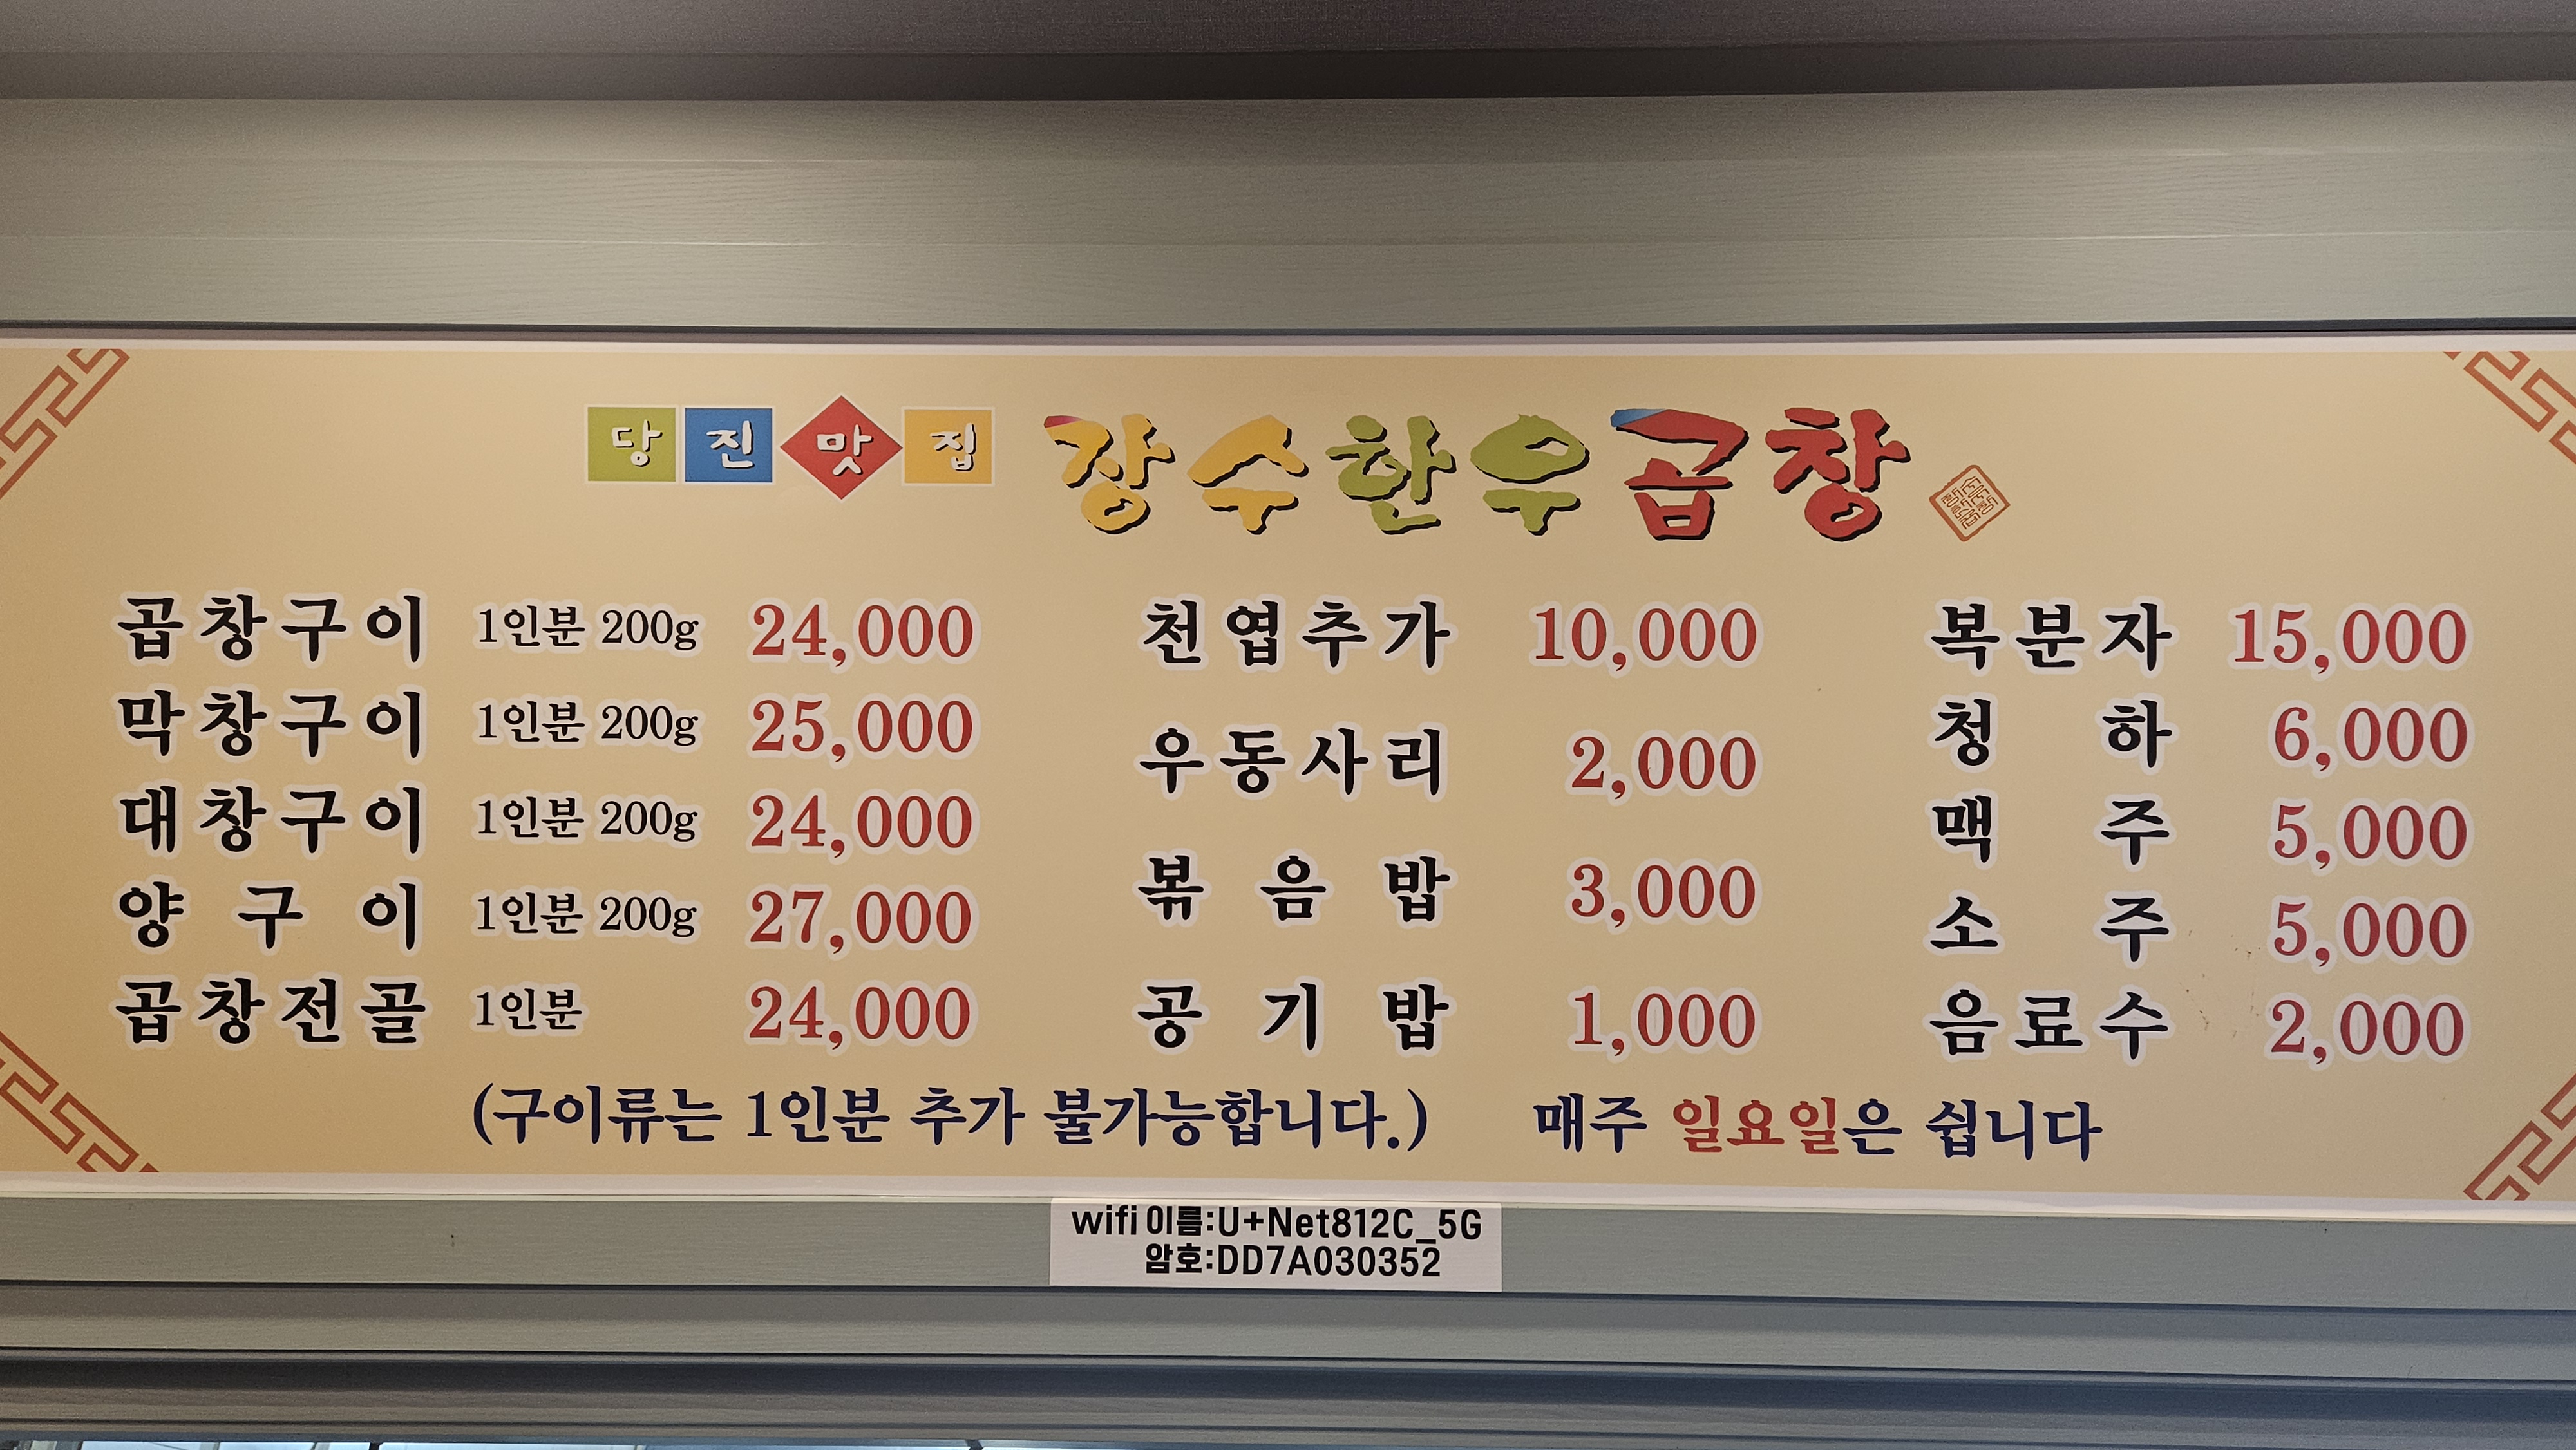 당진맛집 장수한우곱창
곱창구이 1인분 200g 24,000
막창구이 1인분 200g 25,000
대창구이 1인분 200g 24,000
양구이 1인분 200g 27,000
곱창전골 1인분 24,000
천엽추가 10,000
우동사리 2,000
볶음밥 3,000
공기밥 1,000
복분자 15,000
청하 6,000
맥주 5,000
소주 5,000
음료수 2,000
(구이류는 1인분 추가 불가능합니다.) 매주 일요일은 쉽니다
wifi 이름:U+Net812C_5G
암호:DD7A030352